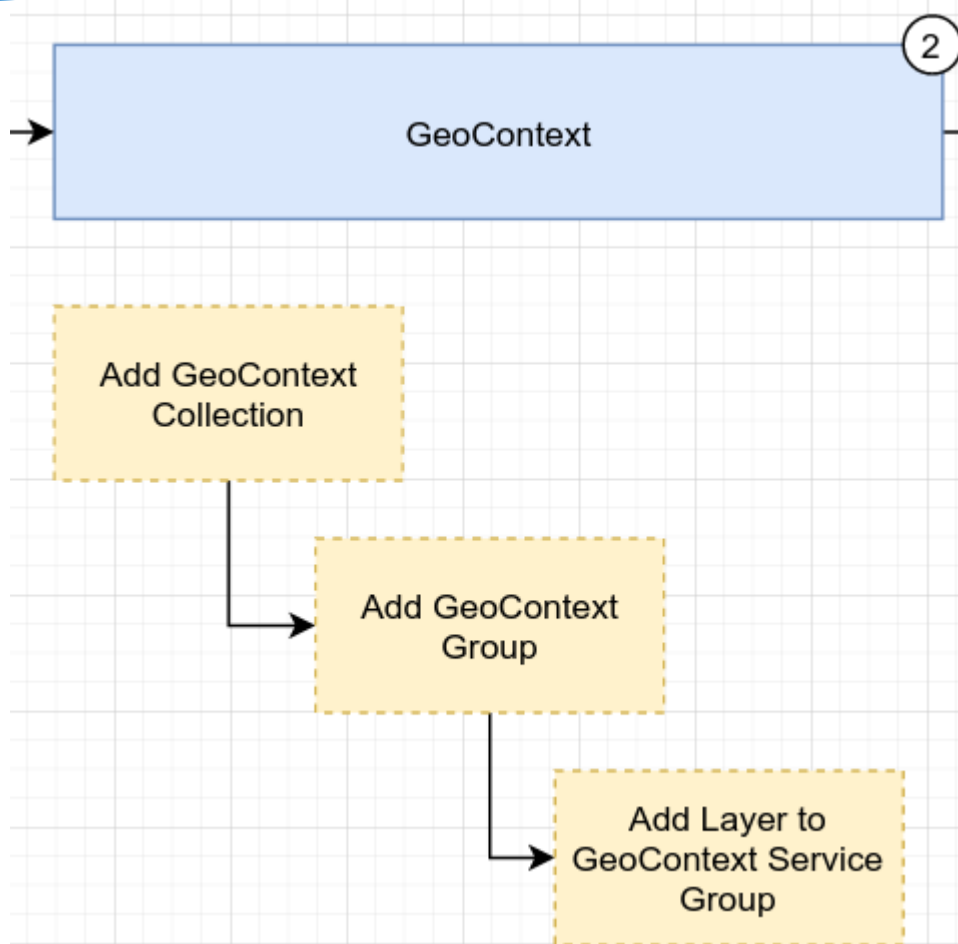 2
GeoContext
Add GeoContext
Collection
Add GeoContext
Group
Add Layer to
GeoContext Service
Group